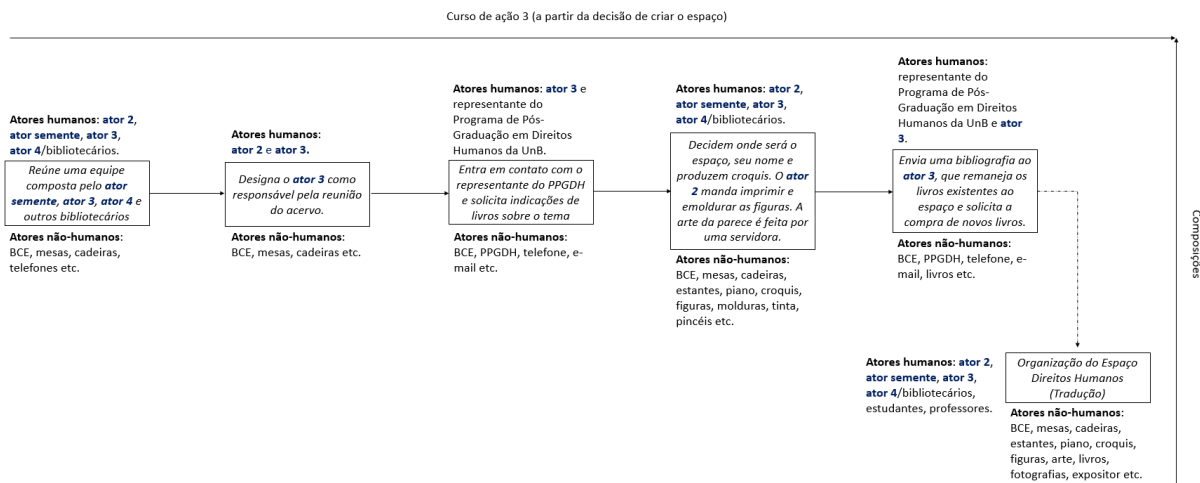 Curso de ação 3 (a partir da decisão de criar o espaço)
Atores humanos: ator 2,
ator semente, ator 3,
ator 4/bibliotecários.
Reúne uma equipe
composta pelo ator
semente, ator 3, ator 4 e
outros bibliotecários
Atores não-humanos:
BCE, mesas, cadeiras,
telefones etc.
Atores humanos:
ator 2 e ator 3.
Designa o ator 3 como
responsável pela reunião
do acervo.
Atores não-humanos:
BCE, mesas, cadeiras etc.
Atores humanos: ator 3 e
representante do
Programa de Pós-
Graduação em Direitos
Humanos da UnB.
Entra em contato com o
representante do PPGDH
e solicita indicações de
livros sobre o tema
Atores não-humanos:
BCE, PPGDH, telefone, e-
mail etc.
Atores humanos: ator 2,
ator semente, ator 3,
ator 4/bibliotecários.
Decidem onde será o
espaço, seu nome e
produzem croquis. O ator
2 manda imprimir e
emoldurar as figuras. A
arte da parece é feita por
uma servidora.
Atores não-humanos:
BCE, mesas, cadeiras,
estantes, piano, croquis,
figuras, molduras, tinta,
pincéis etc.
Atores humanos:
representante do
Programa de Pós-
Graduação em Direitos
Humanos da UnB e ator
3.
Envia uma bibliografia ao
ator 3, que remaneja os
livros existentes ao
espaço e solicita a
compra de novos livros.
Atores não-humanos:
BCE, PPGDH, telefone, e-
mail, livros etc.
Composições
Atores humanos: ator 2,
ator semente, ator 3,
ator 4/bibliotecários,
estudantes, professores.
Organização do Espaço
Direitos Humanos
(Tradução)
Atores não-humanos:
BCE, mesas, cadeiras,
estantes, piano, croquis,
figuras, arte, livros,
fotografias, expositor etc.